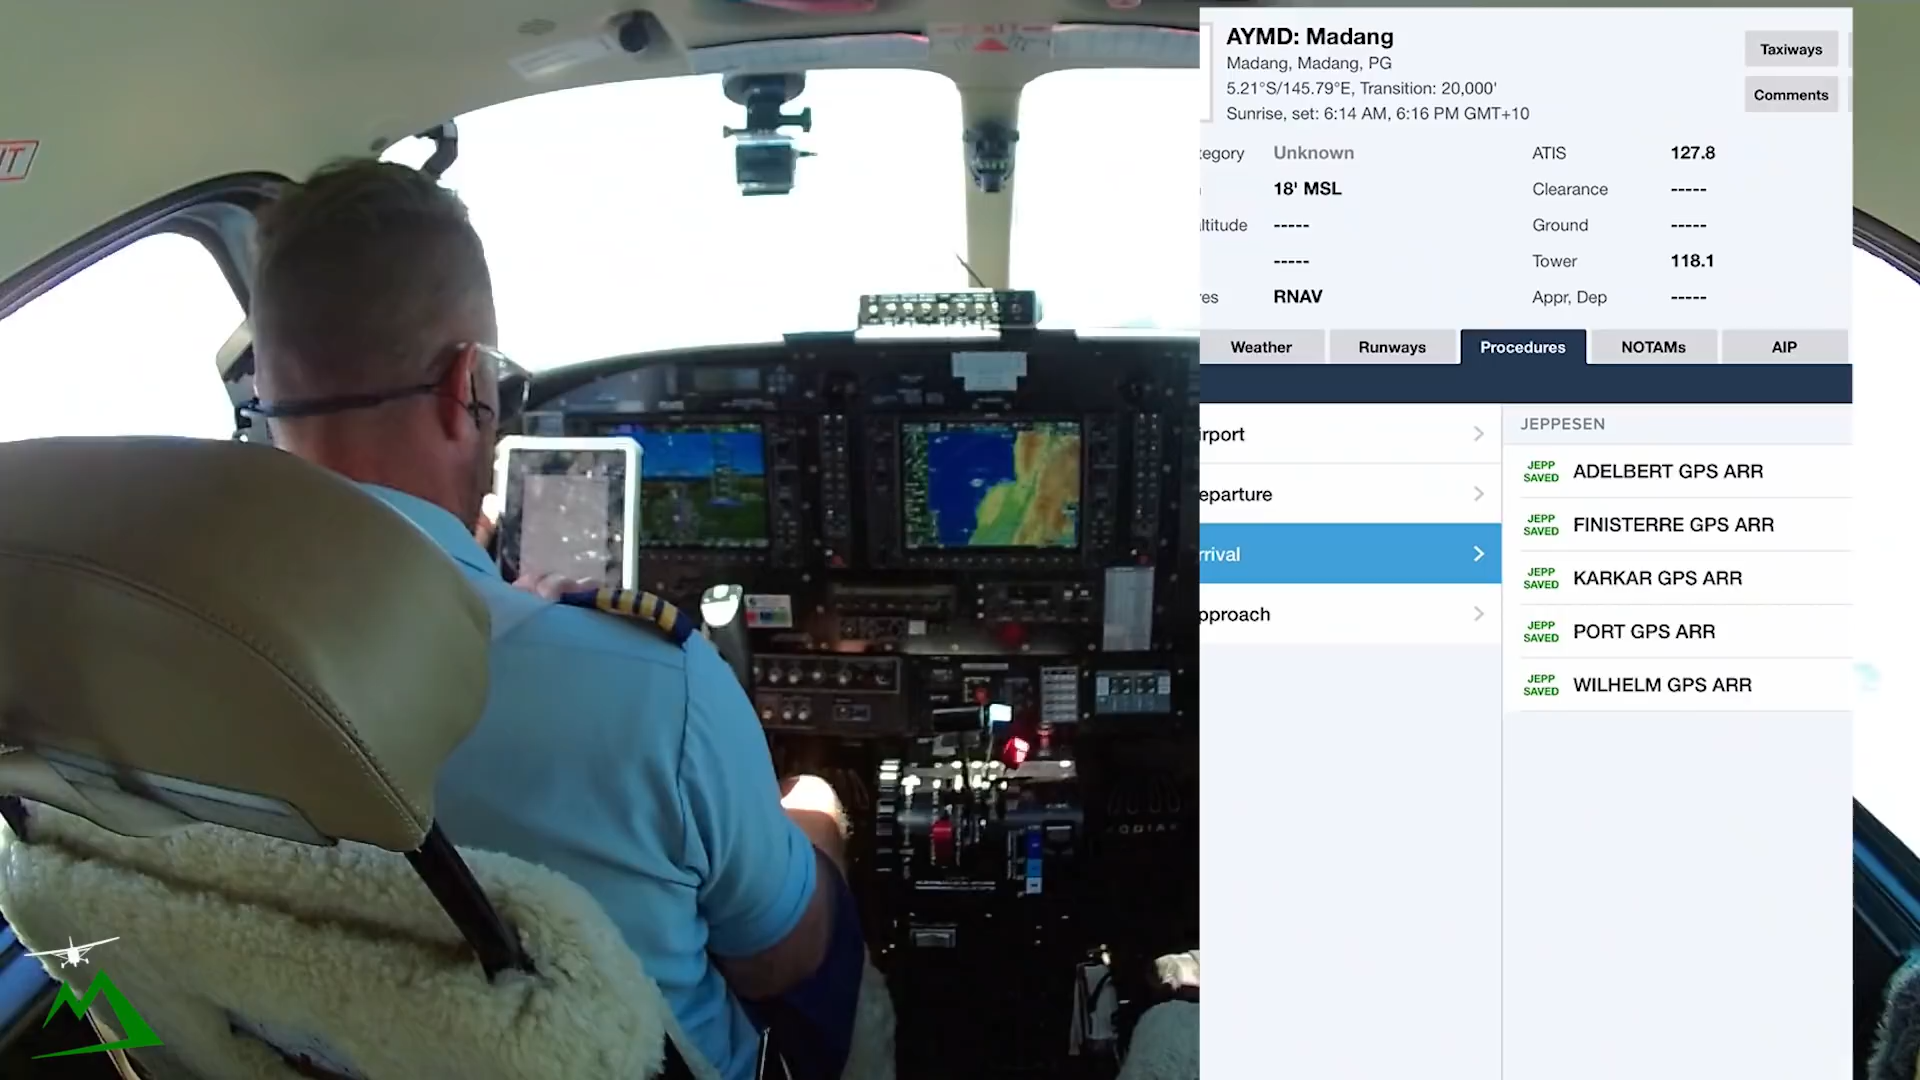 AYMD: Madang
Madang, Madang, PG
5.21°S/145.79°E, Transition: 20,000'
Sunrise, set: 6:14 AM, 6:16 PM GMT+10
Taxiways
Comments
tegory Unknown ATIS 127.8
18' MSL Clearance -----
ltitude ----- Ground -----
----- Tower 118.1
es RNAV Appr, Dep -----
Weather Runways Procedures NOTAMs AIP
irport
eparture
rrival
pproach
JEPPESEN
JEPP SAVED ADELBERT GPS ARR
JEPP SAVED FINISTERRE GPS ARR
JEPP SAVED KARKAR GPS ARR
JEPP SAVED PORT GPS ARR
JEPP SAVED WILHELM GPS ARR
EXIT
IT
KODIAK